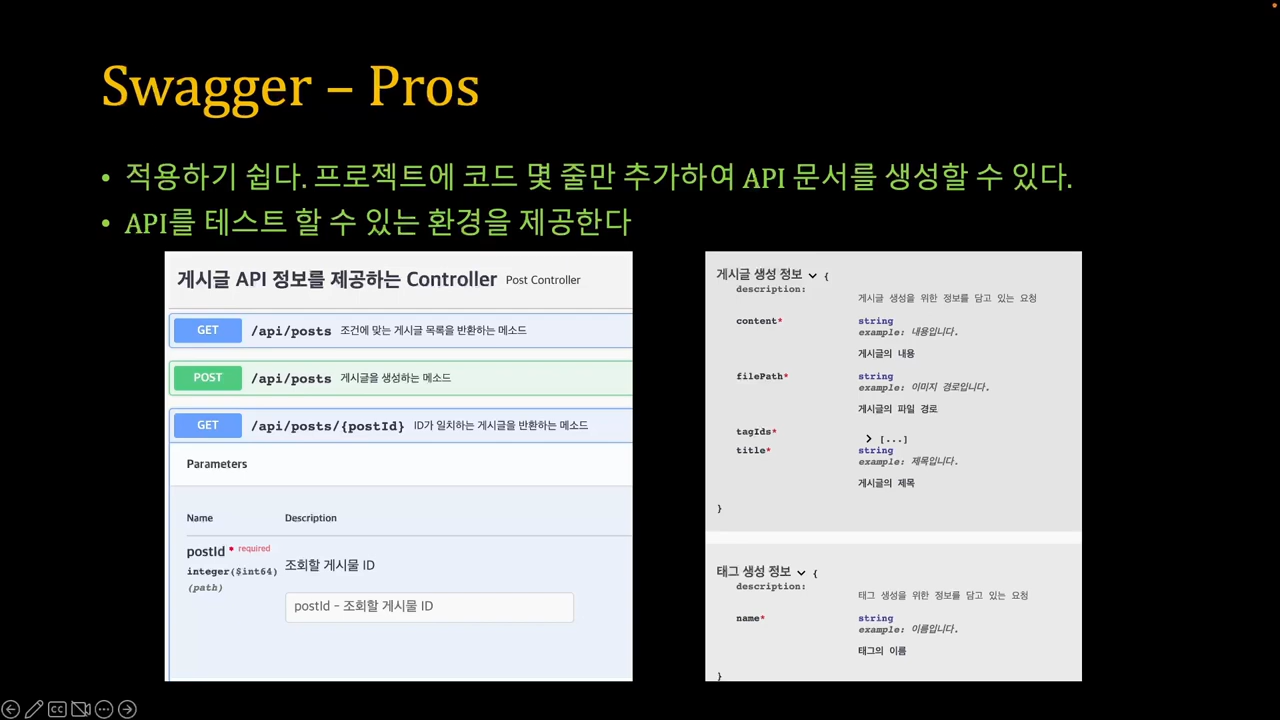 Swagger – Pros
• 적용하기 쉽다. 프로젝트에 코드 몇 줄만 추가하여 API 문서를 생성할 수 있다.
• API를 테스트 할 수 있는 환경을 제공한다
게시글 API 정보를 제공하는 Controller Post Controller
GET /api/posts 조건에 맞는 게시글 목록을 반환하는 메소드
POST /api/posts 게시글을 생성하는 메소드
GET /api/posts/{postId} ID가 일치하는 게시글을 반환하는 메소드
Parameters
Name Description
postId * required
integer($int64) 조회할 게시물 ID
(path)
postId - 조회할 게시물 ID
게시글 생성 정보 {
description:
게시글 생성을 위한 정보를 담고 있는 요청
content* string
example: 내용입니다.
게시글의 내용
filePath* string
example: 이미지 경로입니다.
게시글의 파일 경로
tagIds*
[...]
title* string
example: 제목입니다.
게시글의 제목
}
태그 생성 정보 {
description:
태그 생성을 위한 정보를 담고 있는 요청
name* string
example: 이름입니다.
태그의 이름
}
CC